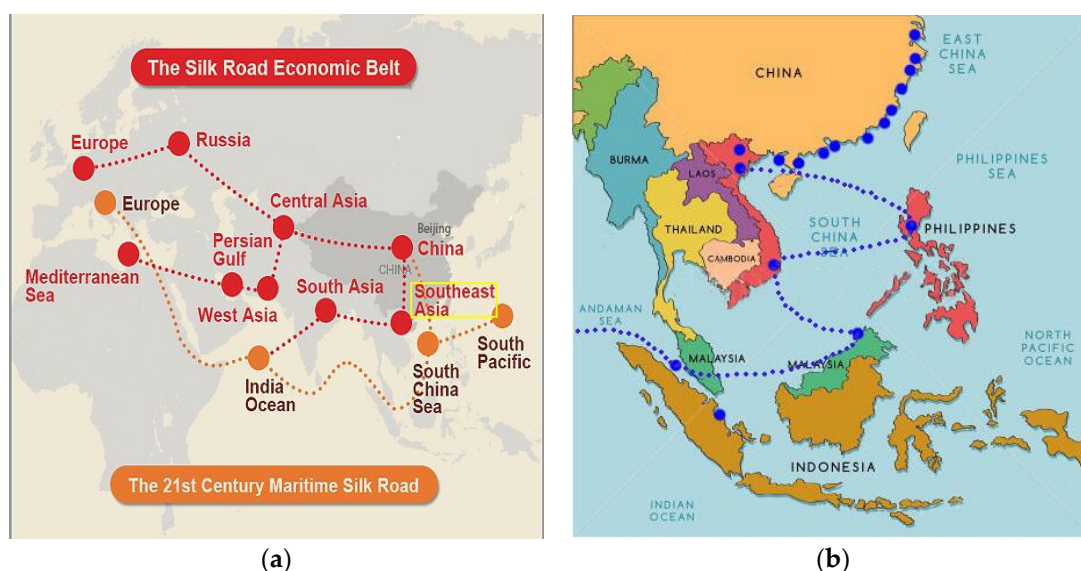 The Silk Road Economic Belt
Europe
Russia
Europe
Central Asia
Beijing
China
CHINA
Persian
Gulf
Mediterranean
Sea
West Asia
South Asia
Southeast
Asia
South
Pacific
India
Ocean
South
China
Sea
The 21st Century Maritime Silk Road
(a)
EAST
CHINA
SEA
CHINA
BURMA
LAOS
PHILIPPINES
SEA
THAILAND
SOUTH
CHINA
SEA
PHILIPPINES
CAMBODIA
ANDAMAN
SEA
MALAYSIA
MALAYSIA
NORTH
PACIFIC
OCEAN
INDONESIA
INDIAN
OCEAN
(b)